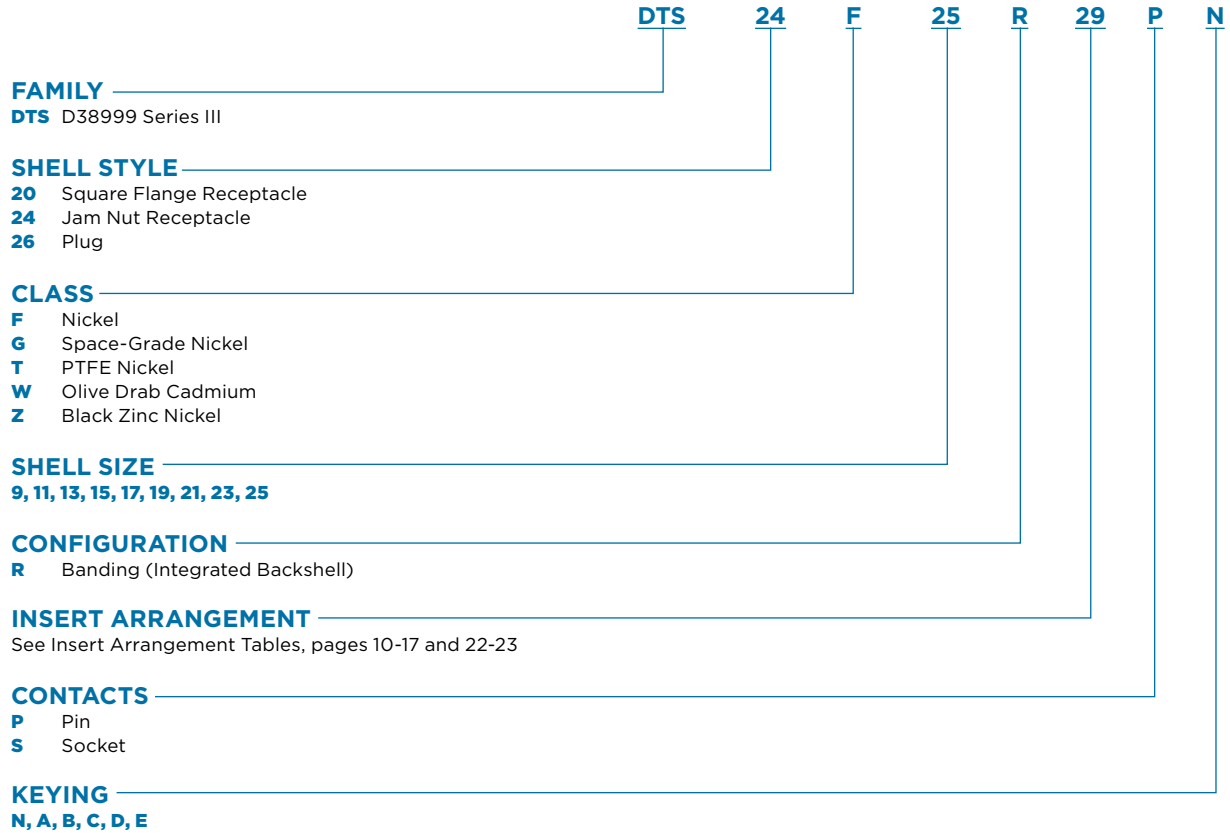 DTS 24 F 25 R 29 P N
FAMILY
DTS D38999 Series III
SHELL STYLE
20 Square Flange Receptacle
24 Jam Nut Receptacle
26 Plug
CLASS
F Nickel
G Space-Grade Nickel
T PTFE Nickel
W Olive Drab Cadmium
Z Black Zinc Nickel
SHELL SIZE
9, 11, 13, 15, 17, 19, 21, 23, 25
CONFIGURATION
R Banding (Integrated Backshell)
INSERT ARRANGEMENT
See Insert Arrangement Tables, pages 10-17 and 22-23
CONTACTS
P Pin
S Socket
KEYING
N, A, B, C, D, E